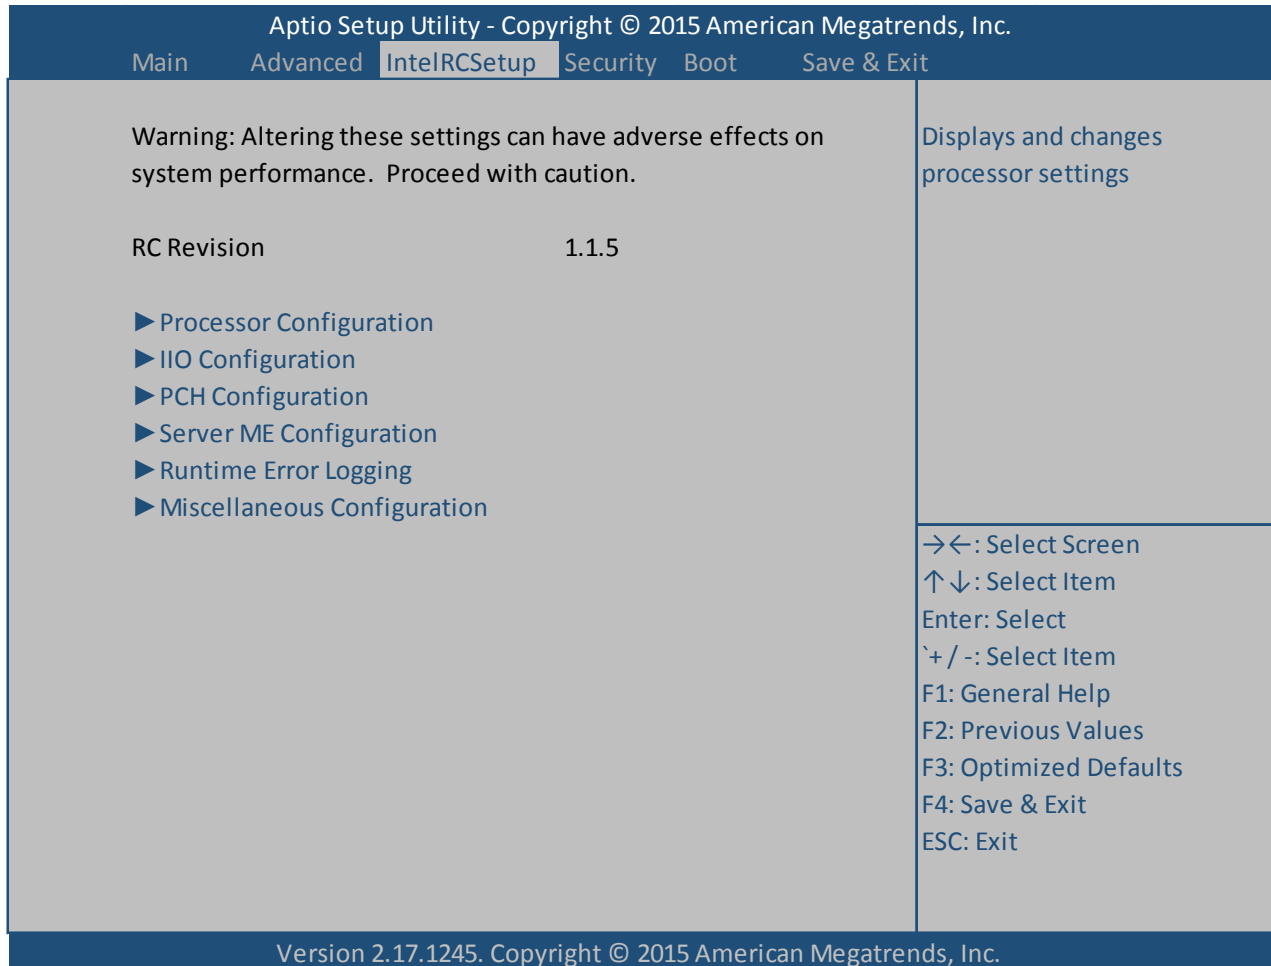 Aptio Setup Utility - Copyright © 2015 American Megatrends, Inc.
Main Advanced IntelRCSetup Security Boot Save & Exit
Warning: Altering these settings can have adverse effects on
system performance. Proceed with caution.
RC Revision 1.1.5
►Processor Configuration
►IIO Configuration
►PCH Configuration
►Server ME Configuration
►Runtime Error Logging
►Miscellaneous Configuration
Displays and changes
processor settings
→←: Select Screen
↑↓: Select Item
Enter: Select
`+ / -: Select Item
F1: General Help
F2: Previous Values
F3: Optimized Defaults
F4: Save & Exit
ESC: Exit
Version 2.17.1245. Copyright © 2015 American Megatrends, Inc.